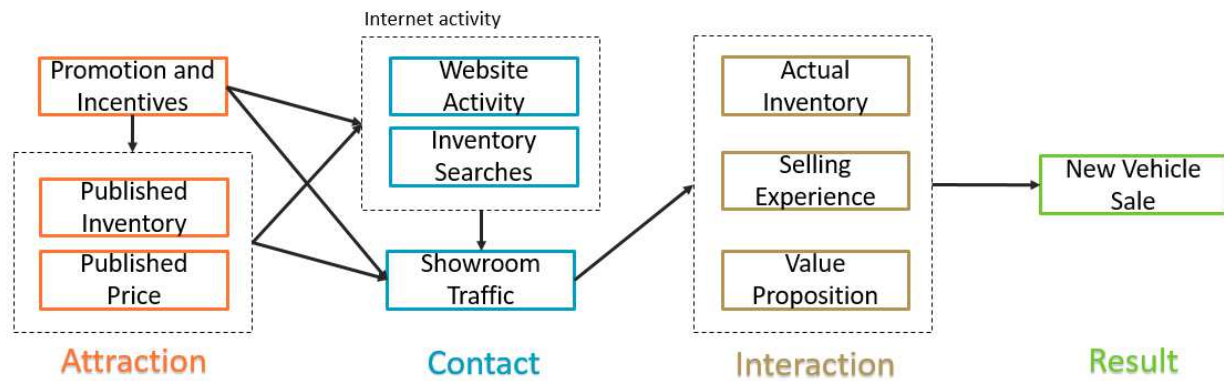 Internet activity
Promotion and
Incentives
Published
Inventory
Published
Price
Attraction
Website
Activity
Inventory
Searches
Showroom
Traffic
Contact
Actual
Inventory
Selling
Experience
Value
Proposition
Interaction
New Vehicle
Sale
Result